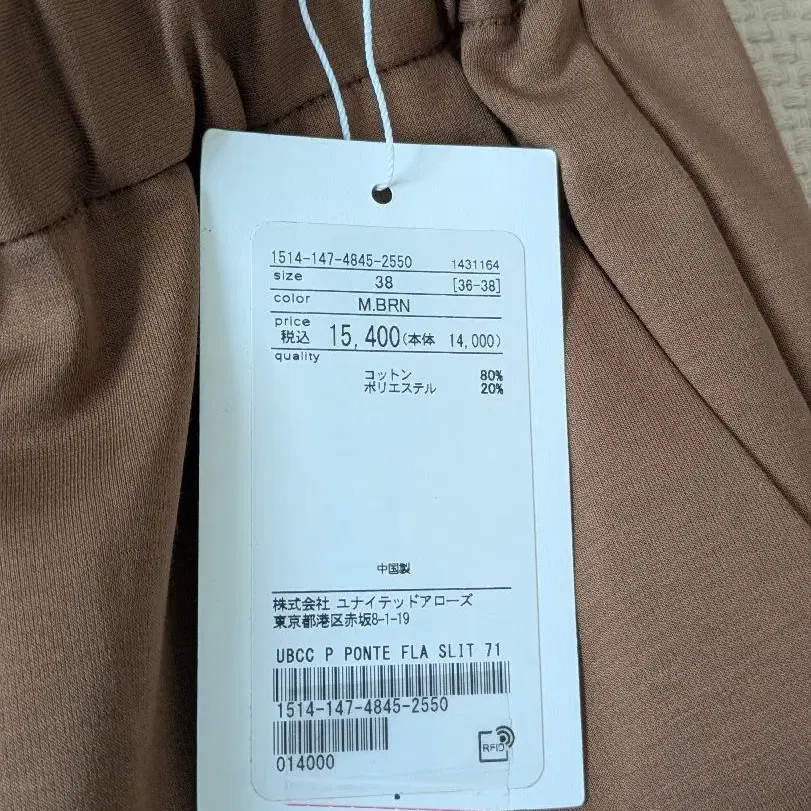 1514-147-4845-2550 1431164
size 38 [36-38]
color M.BRN
price
税込 15,400(本体 14,000)
quality
コットン 80%
ポリエステル 20%
中国製
株式会社 ユナイテッドアローズ
東京都港区赤坂8-1-19
UBCC P PONTE FLA SLIT 71
1514-147-4845-2550
014000
RFID